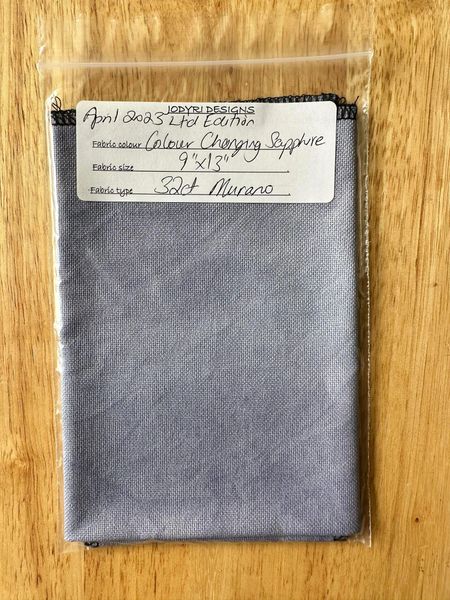 JODYRI DESIGNS
April 2023 Ltd Edition
Fabric colour Colour Changing Sapphire
Fabric size 9"x13"
Fabric type 32ct Murano